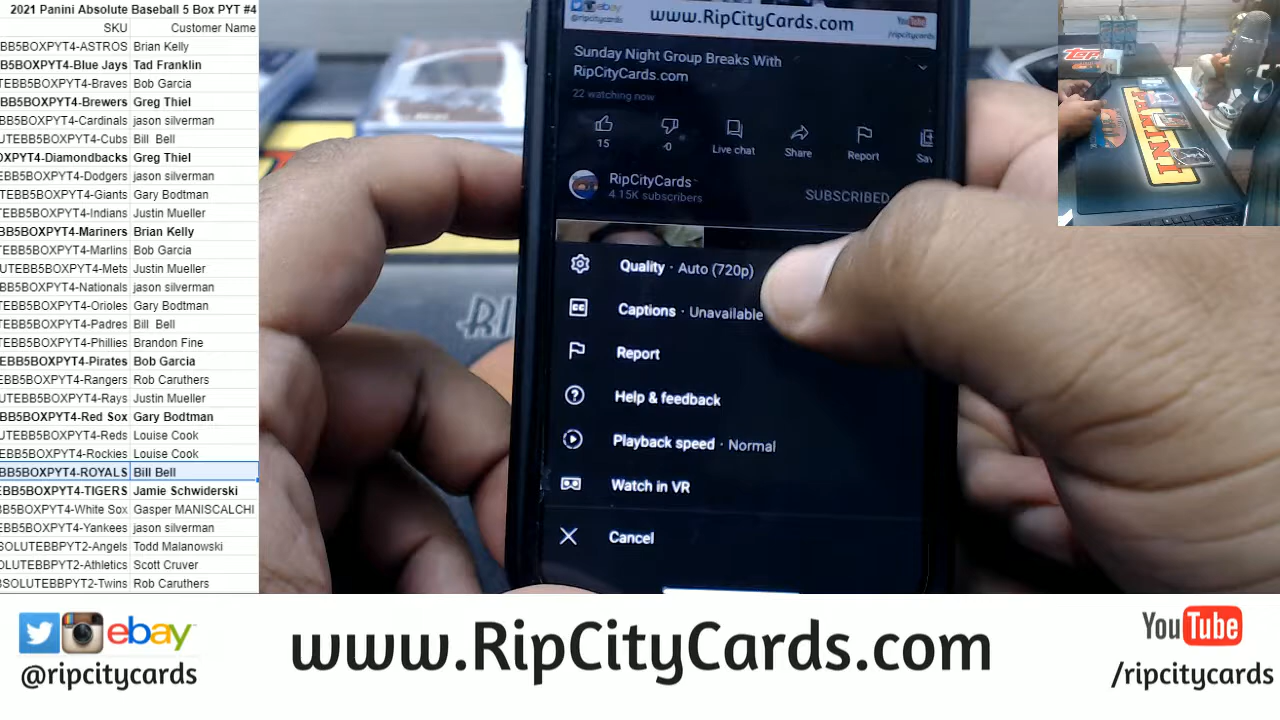 2021 Panini Absolute Baseball 5 Box PYT #4
SKU Customer Name
BB5BOXPYT4-ASTROS Brian Kelly
BB5BOXPYT4-Blue Jays Tad Franklin
EBB5BOXPYT4-Braves Bob Garcia
BB5BOXPYT4-Brewers Greg Thiel
BB5BOXPYT4-Cardinals jason silverman
UTEBB5BOXPYT4-Cubs Bill Bell
OXPYT4-Diamondbacks Greg Thiel
EBB5BOXPYT4-Dodgers jason silverman
TEBB5BOXPYT4-Giants Gary Bodtman
TEBB5BOXPYT4-Indians Justin Mueller
EBB5BOXPYT4-Mariners Brian Kelly
TEBB5BOXPYT4-Marlins Bob Garcia
UTEBB5BOXPYT4-Mets Justin Mueller
BB5BOXPYT4-Nationals jason silverman
TEBB5BOXPYT4-Orioles Gary Bodtman
TEBB5BOXPYT4-Padres Bill Bell
EBB5BOXPYT4-Phillies Brandon Fine
EBB5BOXPYT4-Pirates Bob Garcia
EBB5BOXPYT4-Rangers Rob Caruthers
UTEBB5BOXPYT4-Rays Justin Mueller
BB5BOXPYT4-Red Sox Gary Bodtman
UTEBB5BOXPYT4-Reds Louise Cook
EBB5BOXPYT4-Rockies Louise Cook
BB5BOXPYT4-ROYALS Bill Bell
EBB5BOXPYT4-TIGERS Jamie Schwiderski
EBB5BOXPYT4-White Sox Gasper MANISCALCHI
EBB5BOXPYT4-Yankees jason silverman
SOLUTEBBPYT2-Angels Todd Malanowski
SOLUTEBBPYT2-Athletics Scott Cruver
BSOLUTEBBPYT2-Twins Rob Caruthers
ebay
@ripcitycards
www.RipCityCards.com
YouTube
/ripcitycards
Sunday Night Group Breaks With
RipCityCards.com
22 watching now
15
Live chat
Share
Report
RipCityCards
4.15K subscribers
SUBSCRIBED
Quality · Auto (720p)
Captions · Unavailable
Report
Help & feedback
Playback speed · Normal
Watch in VR
Cancel
Topps
PANINI
ebay
@ripcitycards
www.RipCityCards.com
YouTube
/ripcitycards